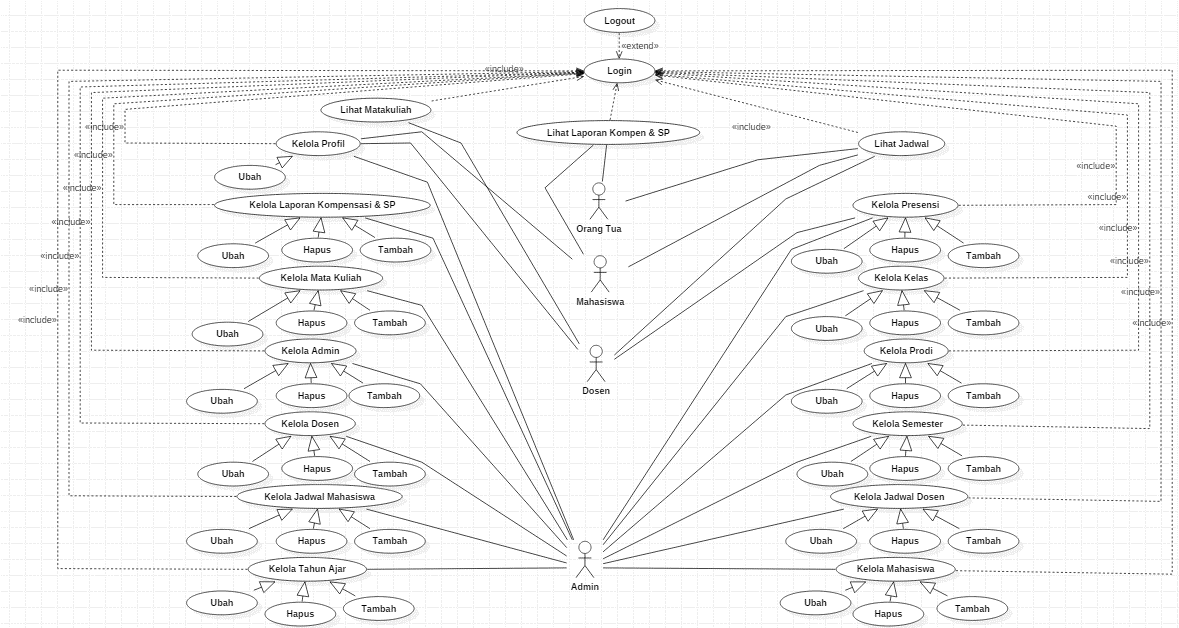 Logout
«extend»
Login
«include»
Lihat Matakuliah
«include»
Lihat Laporan Kompen & SP
«include»
Kelola Profil
Lihat Jadwal
«include»
«include»
Ubah
«include»
«include»
Kelola Laporan Kompensasi & SP
Kelola Presensi
«include»
Orang Tua
«include»
Ubah
Hapus
Tambah
Ubah
Hapus
Tambah
«include»
«include»
Kelola Mata Kuliah
Kelola Kelas
«include»
«include»
Mahasiswa
«include»
Ubah
Hapus
Tambah
Ubah
Hapus
Tambah
«include»
Kelola Admin
Kelola Prodi
Dosen
Ubah
Hapus
Tambah
Ubah
Hapus
Tambah
Kelola Dosen
Kelola Semester
Ubah
Hapus
Tambah
Ubah
Hapus
Tambah
Kelola Jadwal Mahasiswa
Kelola Jadwal Dosen
Ubah
Hapus
Tambah
Ubah
Hapus
Tambah
Kelola Tahun Ajar
Kelola Mahasiswa
Admin
Ubah
Hapus
Tambah
Ubah
Hapus
Tambah